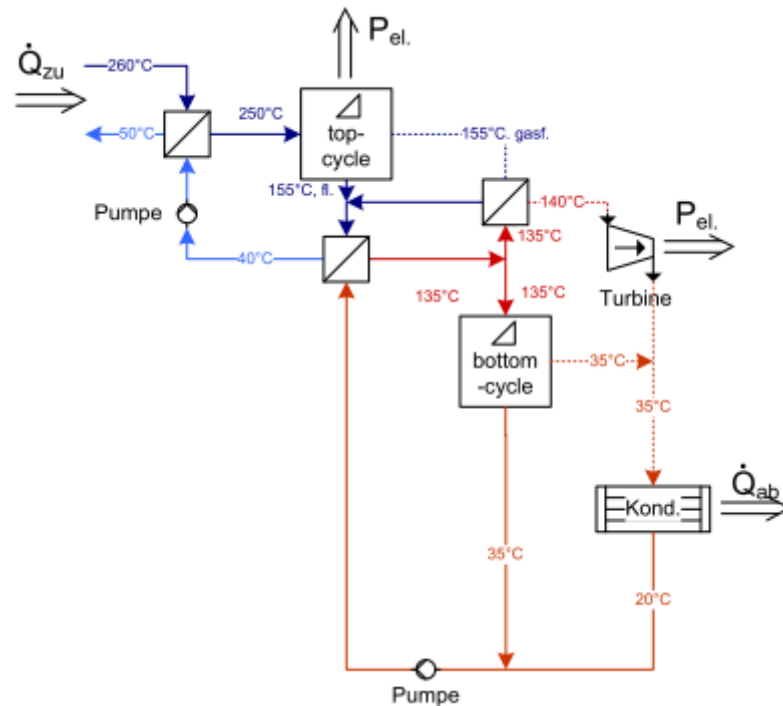 P el.
Q̇ zu
260°C
250°C
50°C
top-
cycle
155°C. gasf.
155°C, fl.
Pumpe
140°C
P el.
135°C
40°C
Turbine
135°C
135°C
bottom
-cycle
35°C
35°C
Kond.
Q̇ ab
35°C
20°C
Pumpe